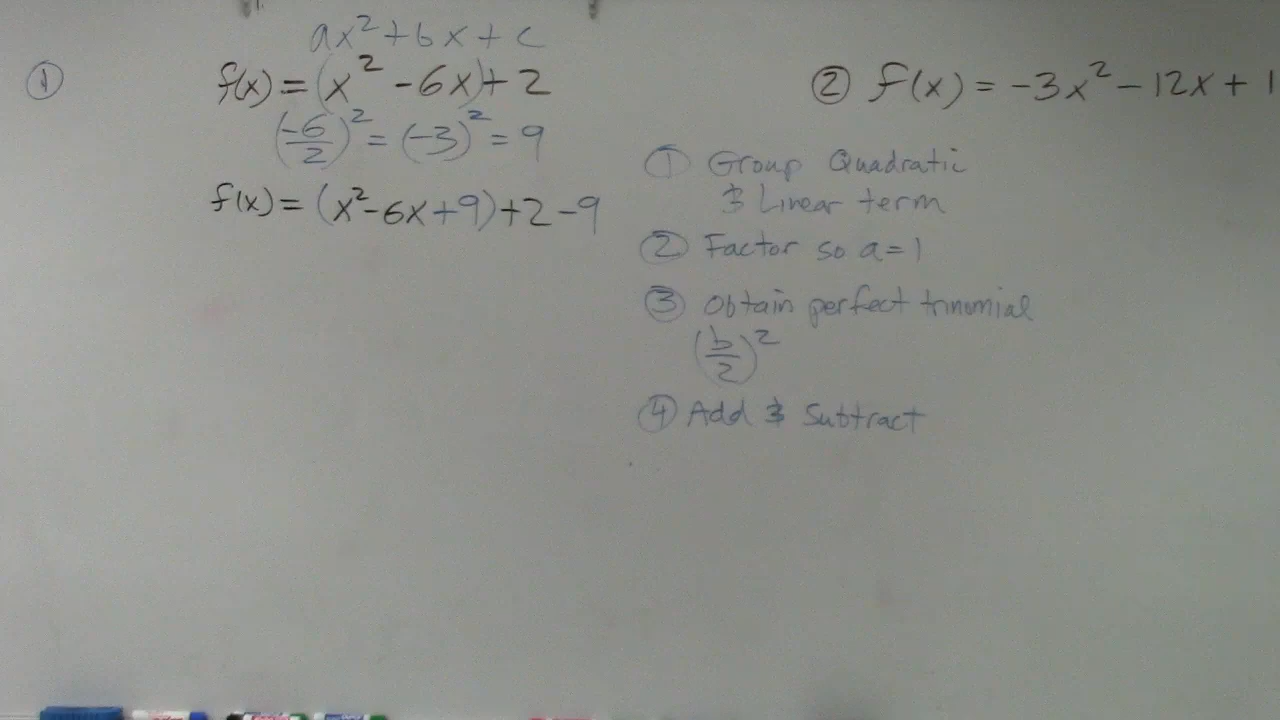 ax² + bx + c
① f(x) = (x² - 6x) + 2
(-6/2)² = (-3)² = 9
f(x) = (x² - 6x + 9) + 2 - 9
② f(x) = -3x² - 12x + 1
① Group Quadratic
& Linear term
② Factor so a = 1
③ Obtain perfect trinomial
(b/2)²
④ Add & Subtract